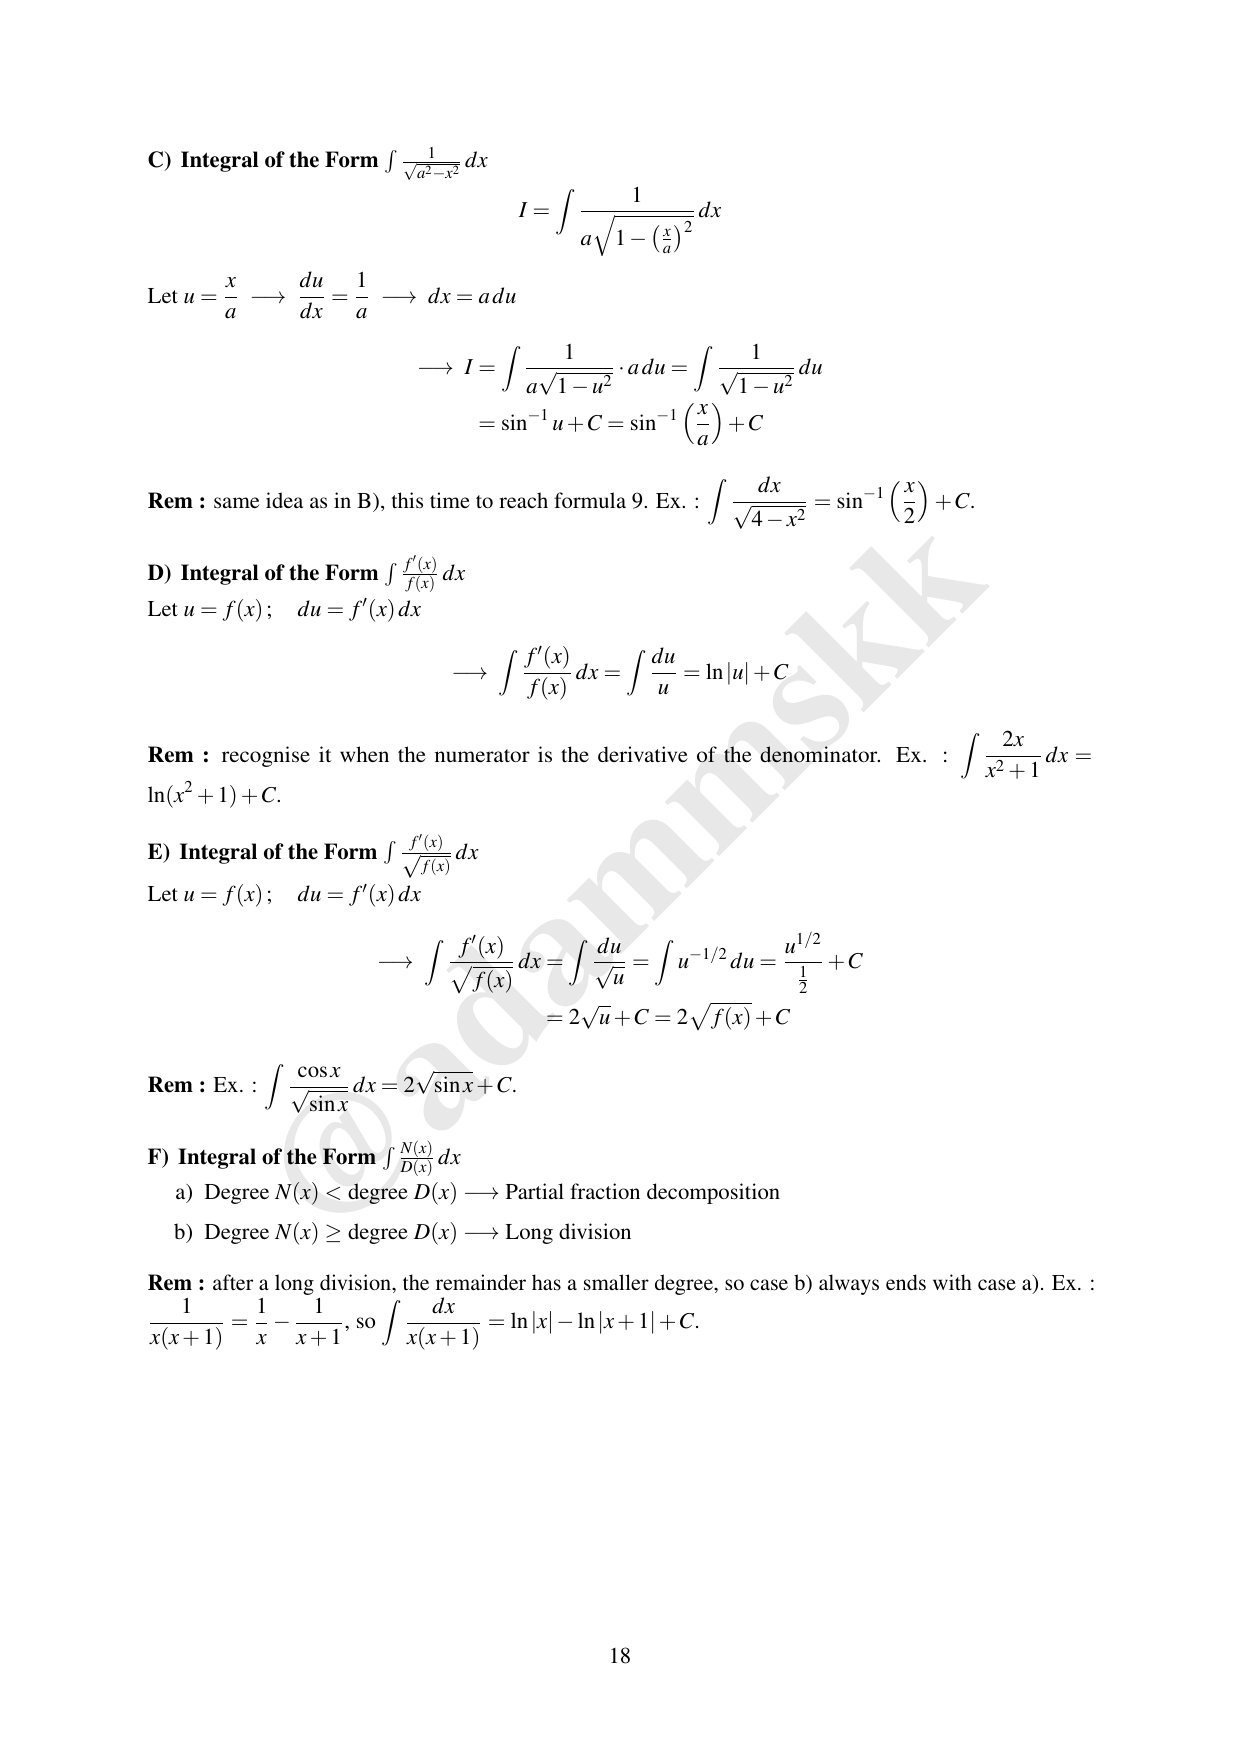 C) Integral of the Form ∫ 1/√(a²−x²) dx
I = ∫ 1/(a√(1 − (x/a)²)) dx
Let u = x/a ⟶ du/dx = 1/a ⟶ dx = a du
⟶ I = ∫ 1/(a√(1−u²)) · a du = ∫ 1/√(1−u²) du
= sin⁻¹ u + C = sin⁻¹ (x/a) + C
Rem : same idea as in B), this time to reach formula 9. Ex. : ∫ dx/√(4−x²) = sin⁻¹ (x/2) + C.
D) Integral of the Form ∫ f′(x)/f(x) dx
Let u = f(x) ; du = f′(x) dx
⟶ ∫ f′(x)/f(x) dx = ∫ du/u = ln|u| + C
Rem : recognise it when the numerator is the derivative of the denominator. Ex. : ∫ 2x/(x²+1) dx =
ln(x² + 1) + C.
E) Integral of the Form ∫ f′(x)/√f(x) dx
Let u = f(x) ; du = f′(x) dx
⟶ ∫ f′(x)/√f(x) dx = ∫ du/√u = ∫ u^(−1/2) du = u^(1/2)/(1/2) + C
= 2√u + C = 2√f(x) + C
Rem : Ex. : ∫ cos x/√sin x dx = 2√sin x + C.
F) Integral of the Form ∫ N(x)/D(x) dx
a) Degree N(x) < degree D(x) ⟶ Partial fraction decomposition
b) Degree N(x) ≥ degree D(x) ⟶ Long division
Rem : after a long division, the remainder has a smaller degree, so case b) always ends with case a). Ex. :
1/(x(x+1)) = 1/x − 1/(x+1), so ∫ dx/(x(x+1)) = ln|x| − ln|x+1| + C.
18
@adammskk